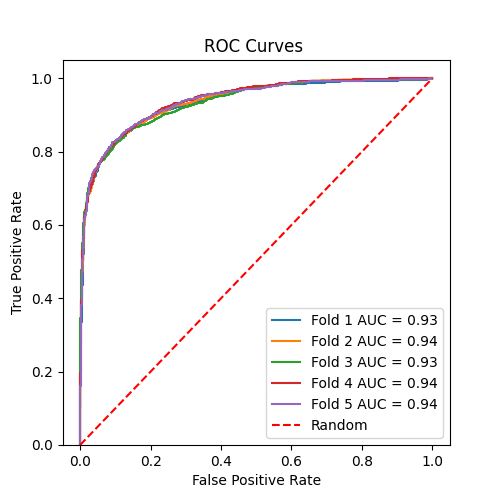 ROC Curves
True Positive Rate
1.0
0.8
0.6
0.4
0.2
0.0
Fold 1 AUC = 0.93
Fold 2 AUC = 0.94
Fold 3 AUC = 0.93
Fold 4 AUC = 0.94
Fold 5 AUC = 0.94
Random
0.0 0.2 0.4 0.6 0.8 1.0
False Positive Rate